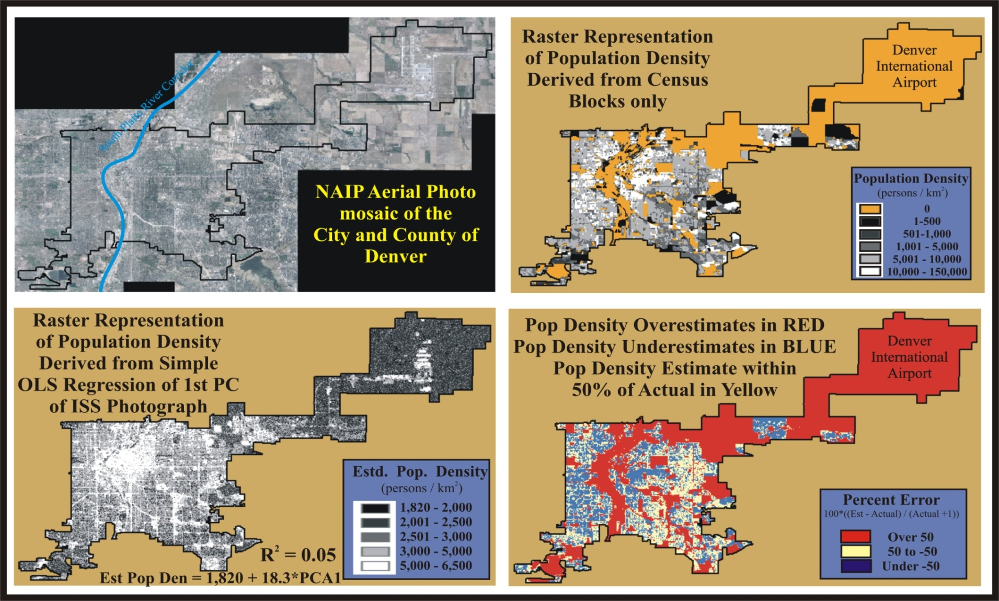 South Platte River Corridor
NAIP Aerial Photo
mosaic of the
City and County of
Denver
Raster Representation
of Population Density
Derived from Census
Blocks only
Denver
International
Airport
Population Density
(persons / km²)
0
1-500
501-1,000
1,001 - 5,000
5,001 - 10,000
10,000 - 150,000
Raster Representation
of Population Density
Derived from Simple
OLS Regression of 1st PC
of ISS Photograph
Estd. Pop. Density
(persons / km²)
1,820 - 2,000
2,001 - 2,500
2,501 - 3,000
3,000 - 5,000
5,000 - 6,500
R² = 0.05
Est Pop Den = 1,820 + 18.3*PCA1
Pop Density Overestimates in RED
Pop Density Underestimates in BLUE
Pop Density Estimate within
50% of Actual in Yellow
Denver
International
Airport
Percent Error
100*((Est - Actual) / (Actual +1))
Over 50
50 to -50
Under -50